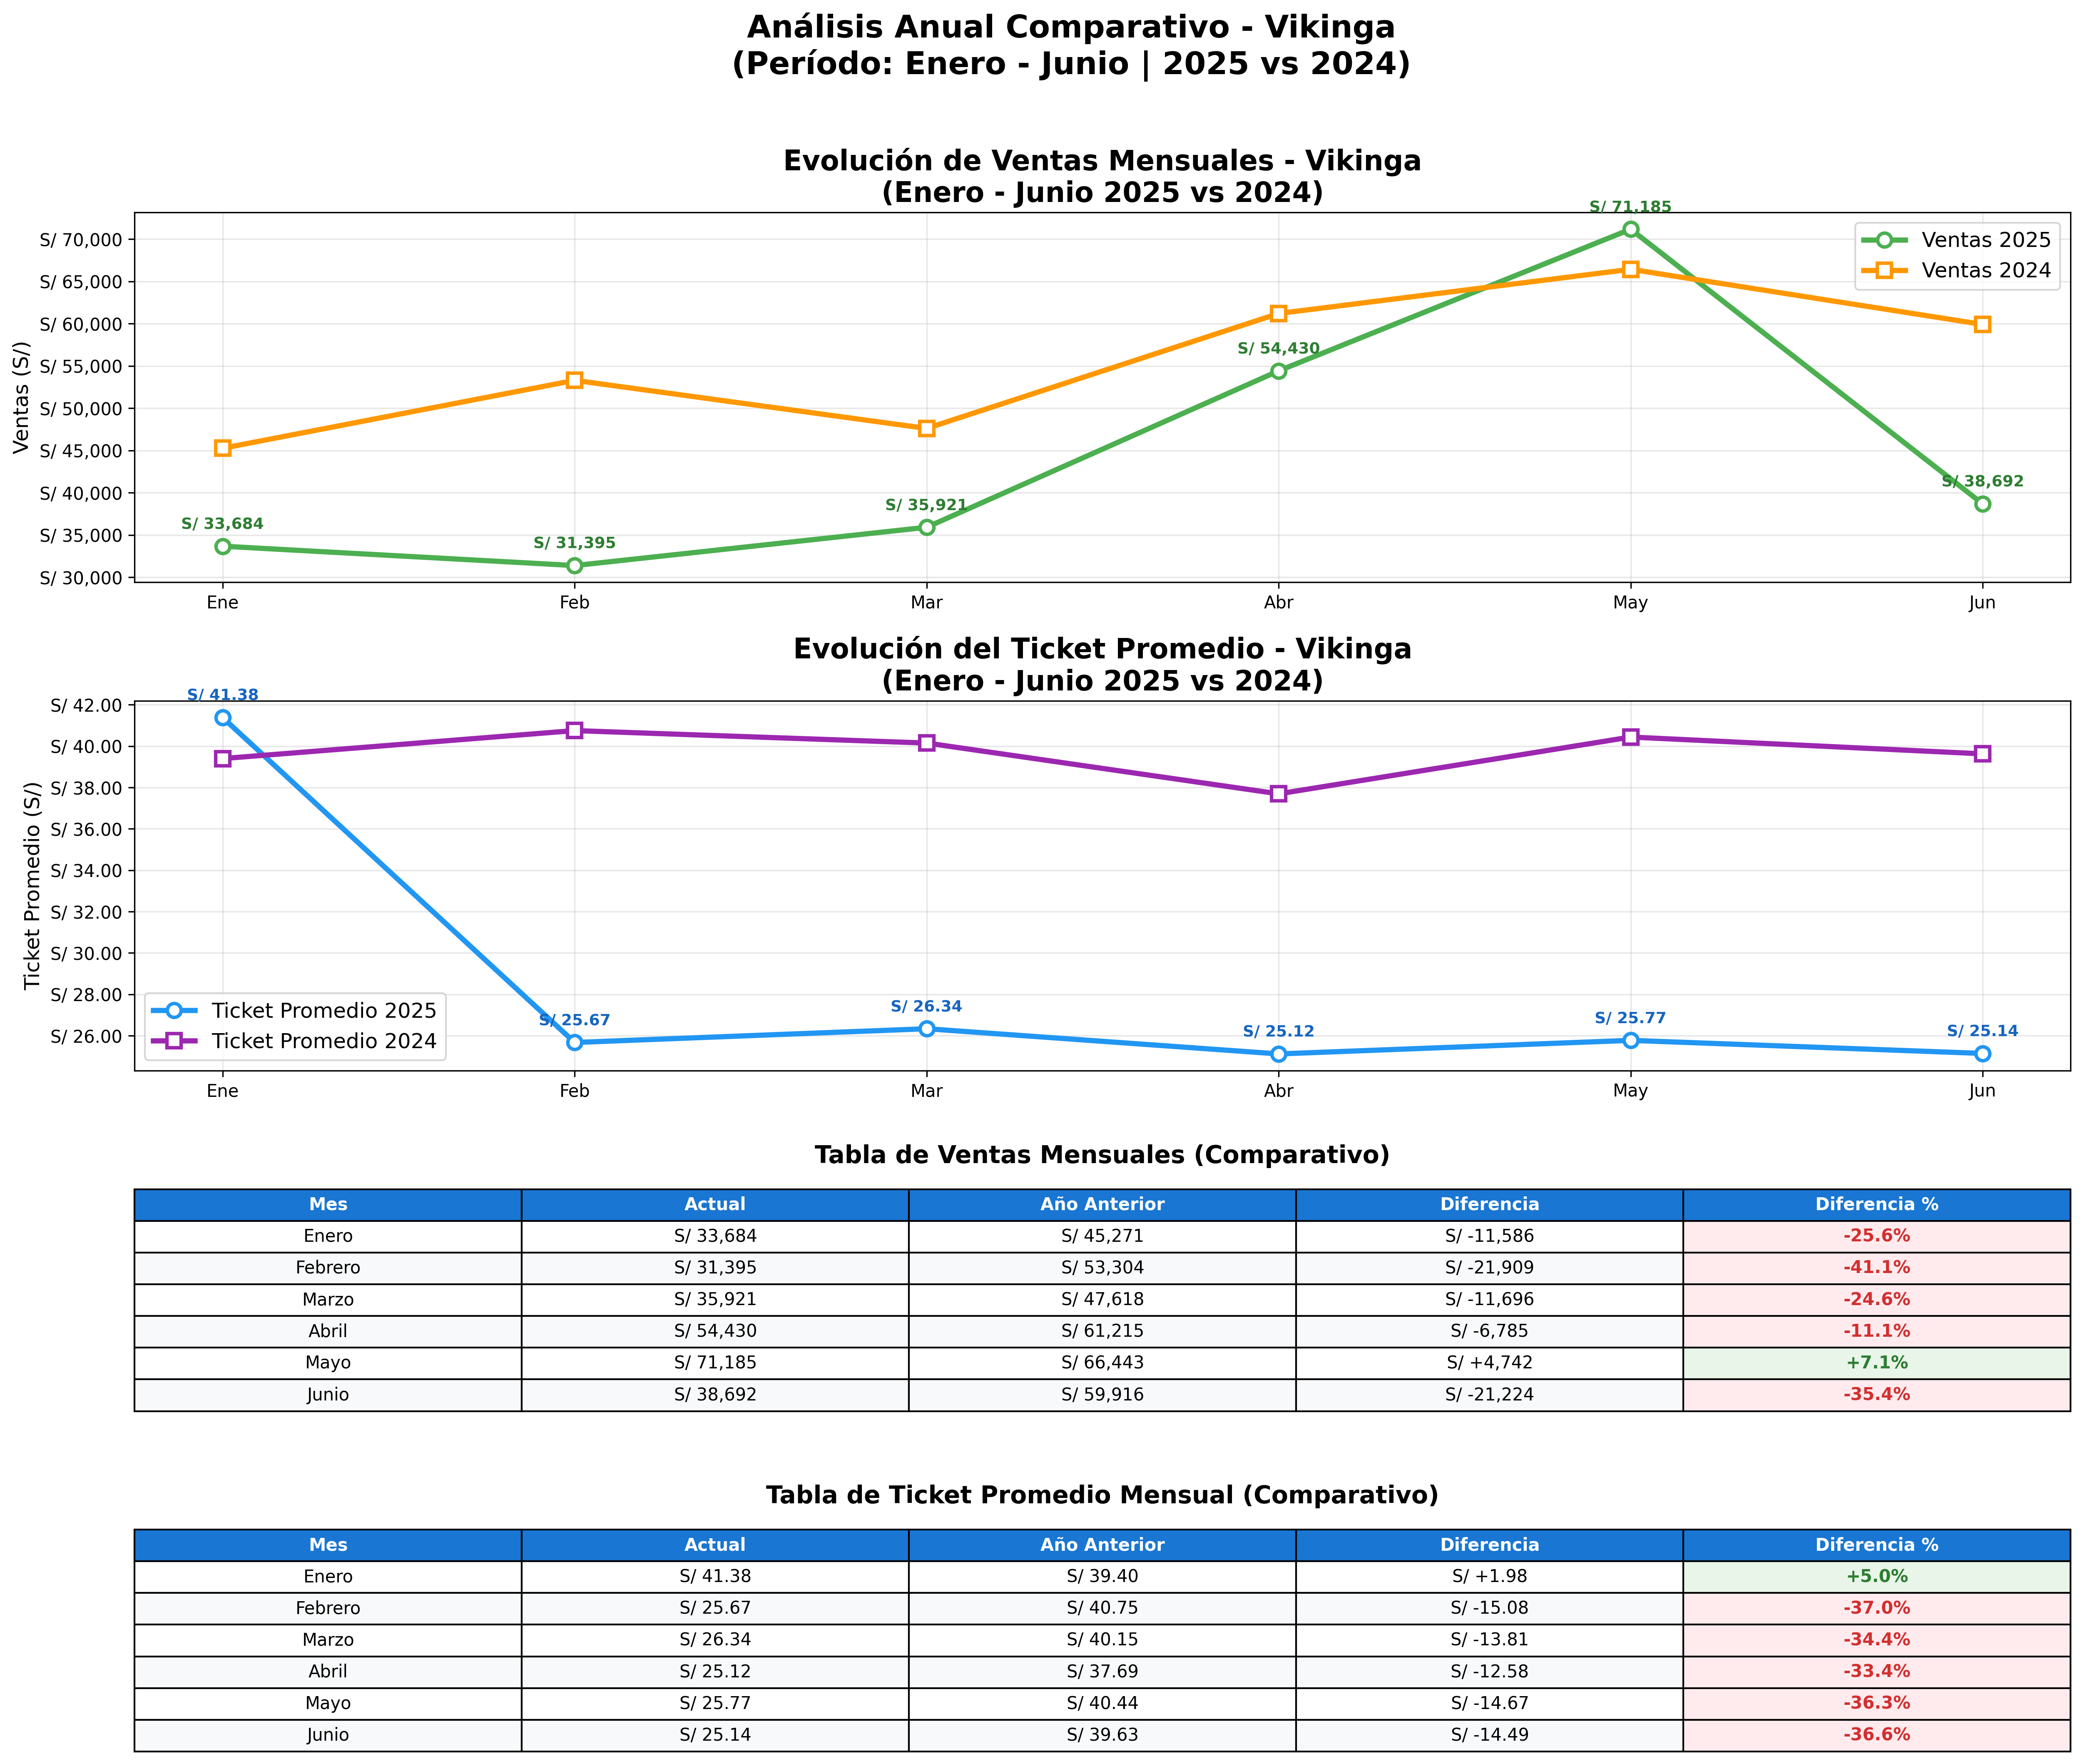 Análisis Anual Comparativo - Vikinga
(Período: Enero - Junio | 2025 vs 2024)
Evolución de Ventas Mensuales - Vikinga
(Enero - Junio 2025 vs 2024)
Ventas (S/)
S/ 70,000
S/ 65,000
S/ 60,000
S/ 55,000
S/ 50,000
S/ 45,000
S/ 40,000
S/ 35,000
S/ 30,000
S/ 33,684
S/ 31,395
S/ 35,921
S/ 54,430
S/ 71,185
S/ 38,692
Ventas 2025
Ventas 2024
Ene Feb Mar Abr May Jun
Evolución del Ticket Promedio - Vikinga
(Enero - Junio 2025 vs 2024)
Ticket Promedio (S/)
S/ 42.00
S/ 40.00
S/ 38.00
S/ 36.00
S/ 34.00
S/ 32.00
S/ 30.00
S/ 28.00
S/ 26.00
S/ 41.38
S/ 25.67
S/ 26.34
S/ 25.12
S/ 25.77
S/ 25.14
Ticket Promedio 2025
Ticket Promedio 2024
Ene Feb Mar Abr May Jun
Tabla de Ventas Mensuales (Comparativo)
Mes Actual Año Anterior Diferencia Diferencia %
Enero S/ 33,684 S/ 45,271 S/ -11,586 -25.6%
Febrero S/ 31,395 S/ 53,304 S/ -21,909 -41.1%
Marzo S/ 35,921 S/ 47,618 S/ -11,696 -24.6%
Abril S/ 54,430 S/ 61,215 S/ -6,785 -11.1%
Mayo S/ 71,185 S/ 66,443 S/ +4,742 +7.1%
Junio S/ 38,692 S/ 59,916 S/ -21,224 -35.4%
Tabla de Ticket Promedio Mensual (Comparativo)
Mes Actual Año Anterior Diferencia Diferencia %
Enero S/ 41.38 S/ 39.40 S/ +1.98 +5.0%
Febrero S/ 25.67 S/ 40.75 S/ -15.08 -37.0%
Marzo S/ 26.34 S/ 40.15 S/ -13.81 -34.4%
Abril S/ 25.12 S/ 37.69 S/ -12.58 -33.4%
Mayo S/ 25.77 S/ 40.44 S/ -14.67 -36.3%
Junio S/ 25.14 S/ 39.63 S/ -14.49 -36.6%